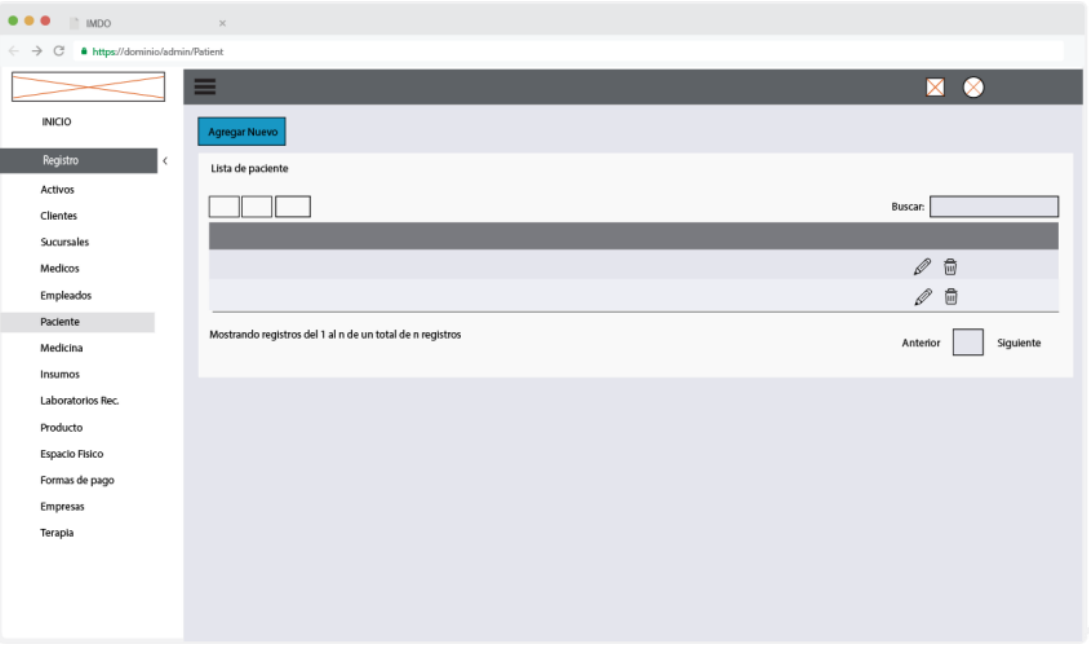 IMDO
https://dominio/admin/Patient
INICIO
Registro
Activos
Clientes
Sucursales
Medicos
Empleados
Paciente
Medicina
Insumos
Laboratorios Rec.
Producto
Espacio Fisico
Formas de pago
Empresas
Terapia
Agregar Nuevo
Lista de paciente
Buscar:
Mostrando registros del 1 al n de un total de n registros
Anterior Siguiente